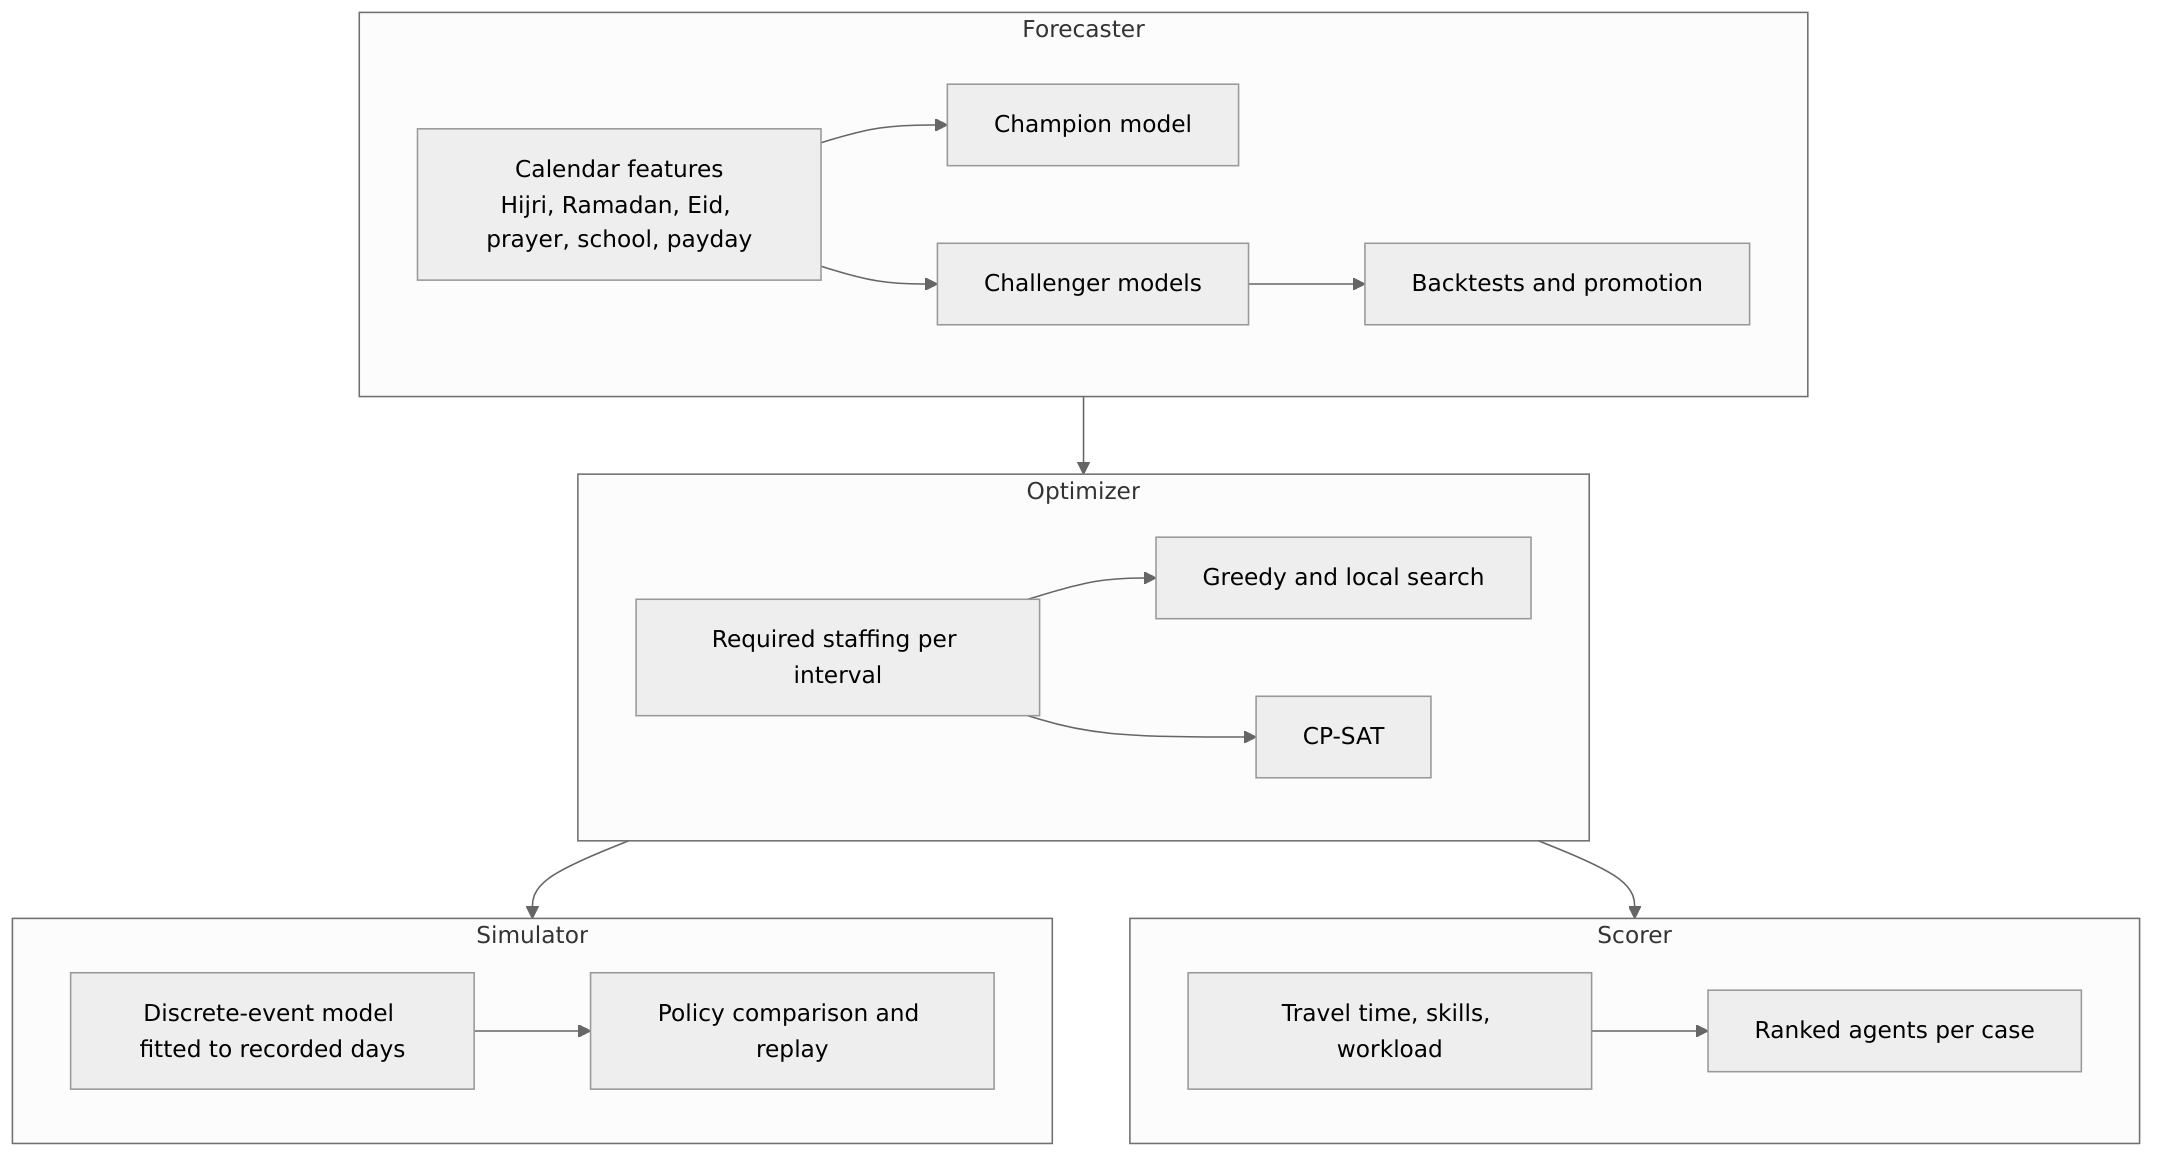 Forecaster
Champion model
Calendar features
Hijri, Ramadan, Eid,
prayer, school, payday
Challenger models
Backtests and promotion
Optimizer
Greedy and local search
Required staffing per
interval
CP-SAT
Simulator
Discrete-event model
fitted to recorded days
Policy comparison and
replay
Scorer
Travel time, skills,
workload
Ranked agents per case